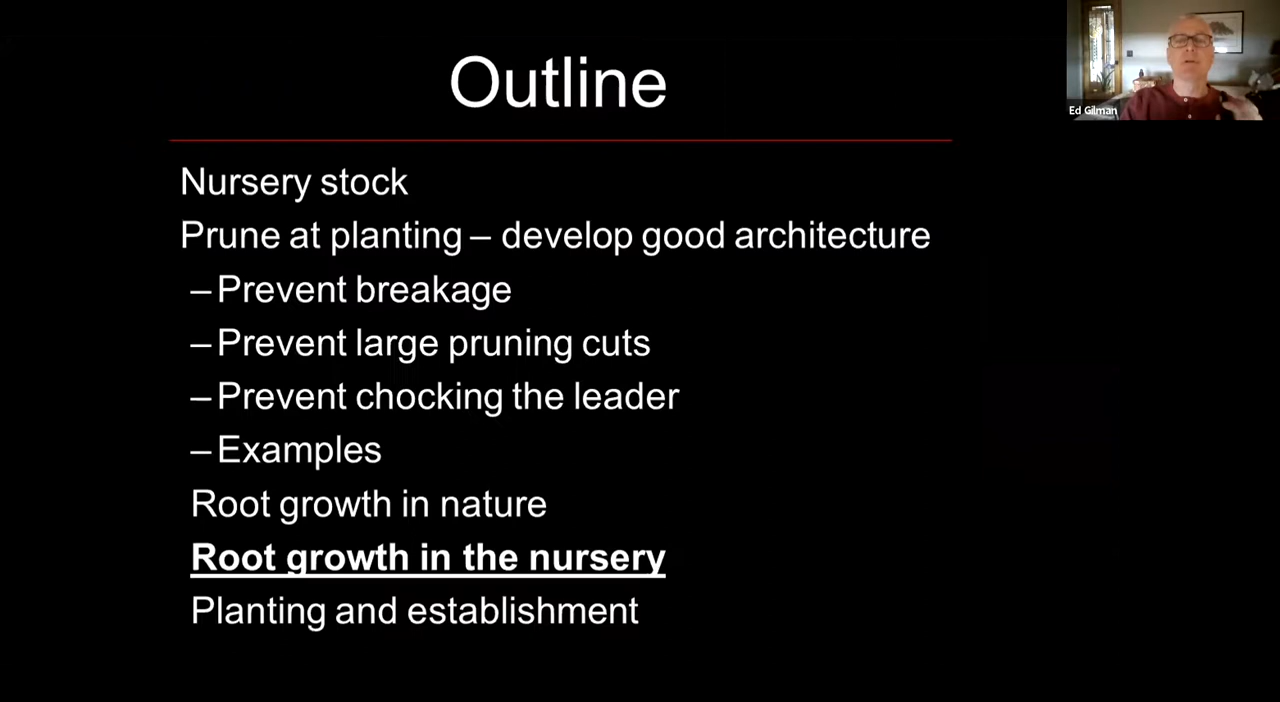 Outline
Ed Gilman
Nursery stock
Prune at planting – develop good architecture
– Prevent breakage
– Prevent large pruning cuts
– Prevent chocking the leader
– Examples
Root growth in nature
Root growth in the nursery
Planting and establishment